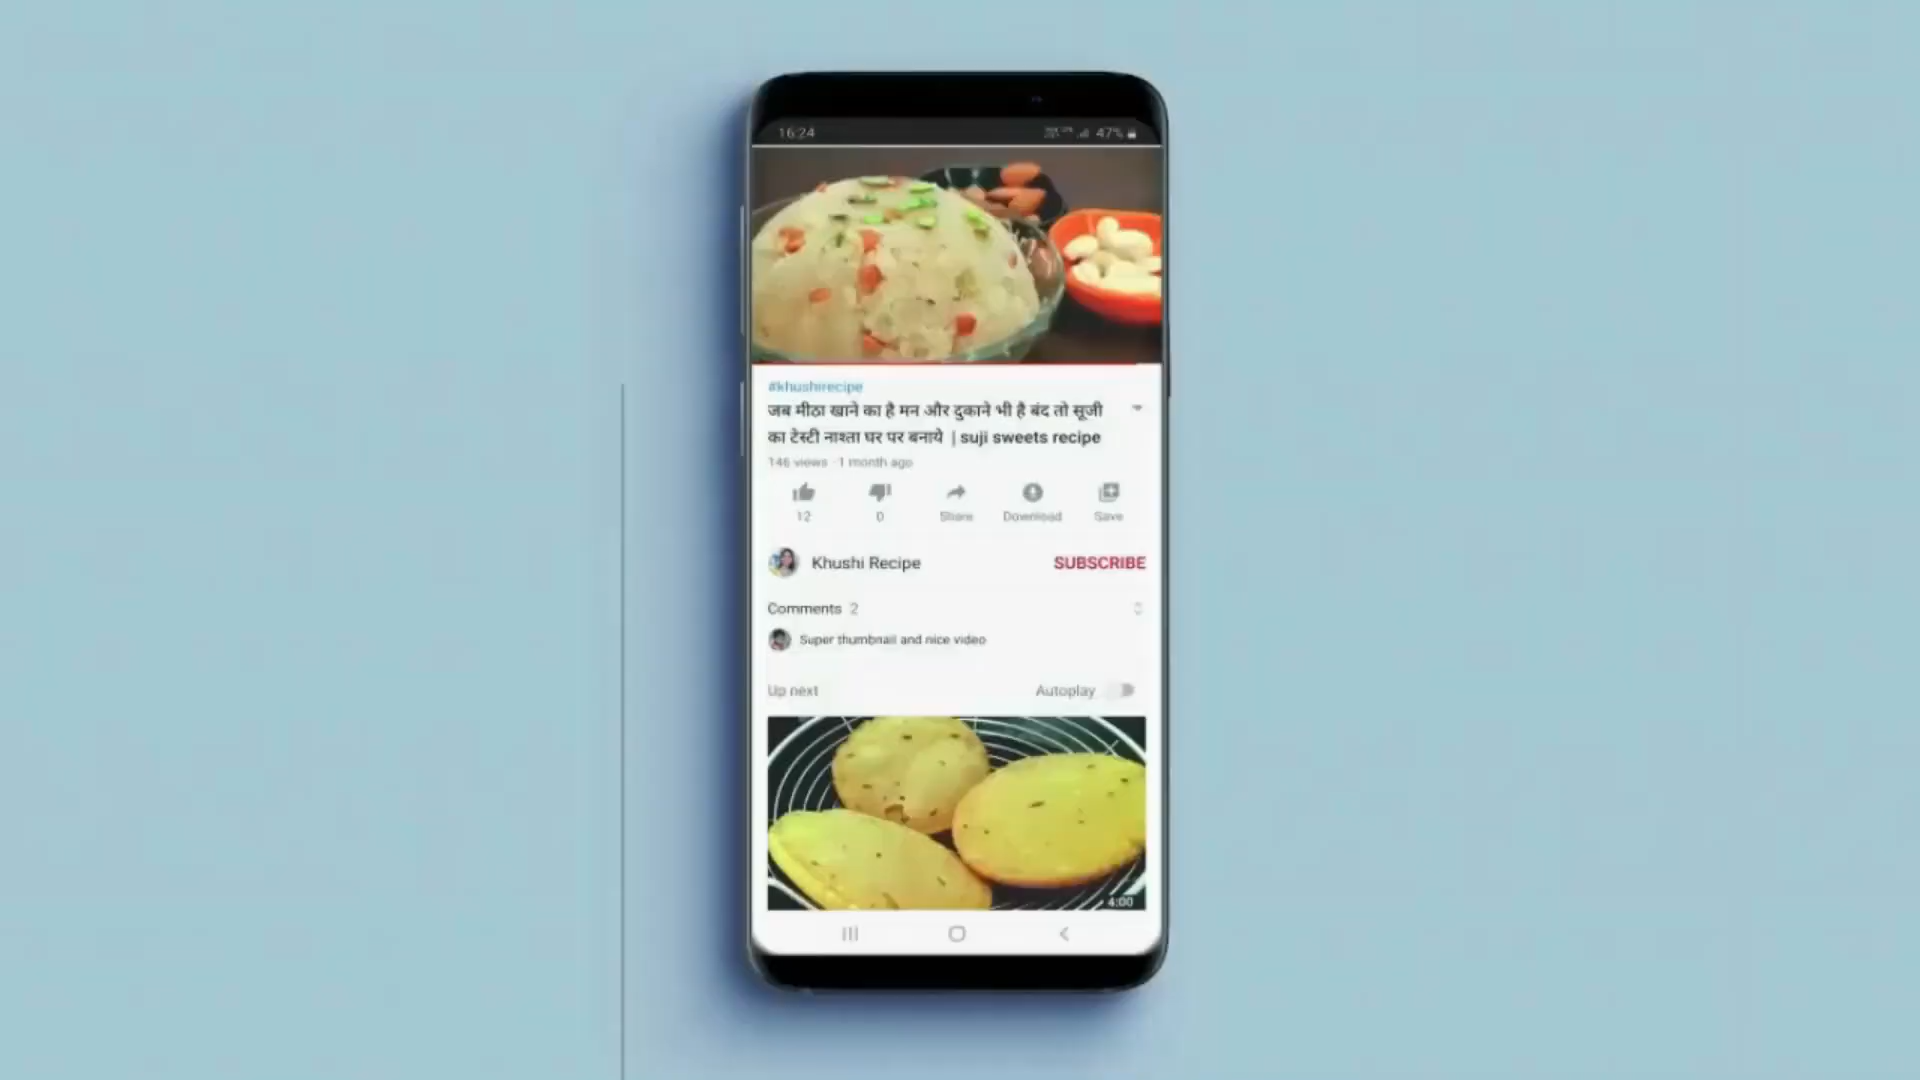 16:24
47%
#khushirecipe
जब मीठा खाने का है मन और दुकाने भी है बंद तो सूजी
का टेस्टी नाश्ता घर पर बनाये | suji sweets recipe
146 views · 1 month ago
12
0
Share
Download
Save
Khushi Recipe
SUBSCRIBE
Comments 2
Super thumbnail and nice video
Up next
Autoplay
4:00